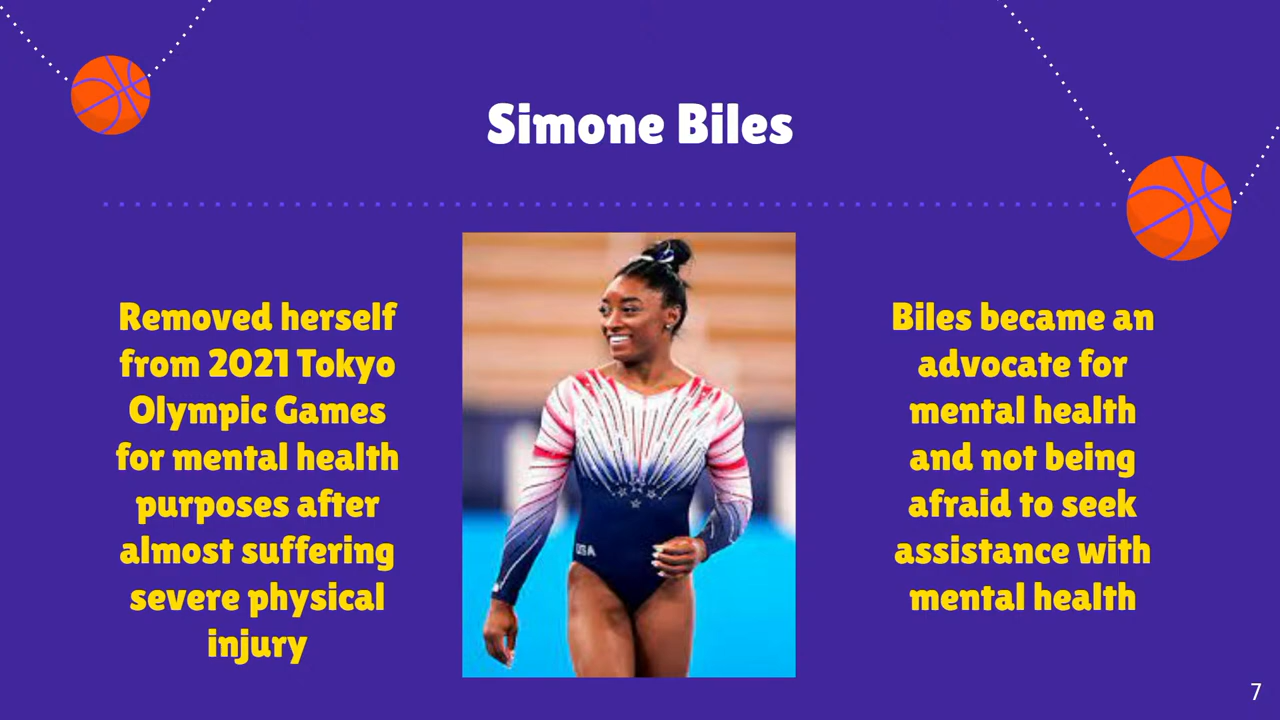 Simone Biles
Removed herself
from 2021 Tokyo
Olympic Games
for mental health
purposes after
almost suffering
severe physical
injury
USA
Biles became an
advocate for
mental health
and not being
afraid to seek
assistance with
mental health
7